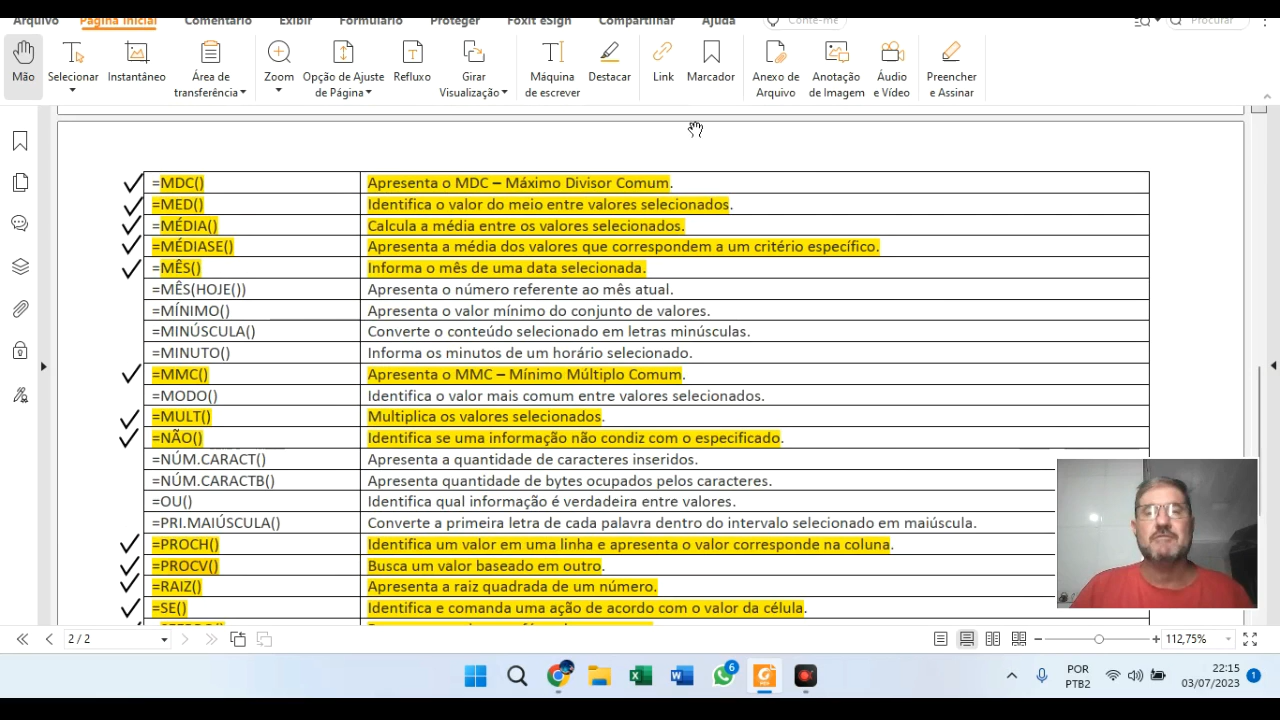 Arquivo Página Inicial Comentário Exibir Formulário Proteger Foxit eSign Compartilhar Ajuda Conte-me Procurar
Mão
Selecionar
Instantâneo
Área de
transferência
Zoom
Opção de Ajuste
de Página
Refluxo
Girar
Visualização
Máquina
de escrever
Destacar
Link
Marcador
Anexo de
Arquivo
Anotação
de Imagem
Áudio
e Vídeo
Preencher
e Assinar
=MDC() Apresenta o MDC – Máximo Divisor Comum.
=MED() Identifica o valor do meio entre valores selecionados.
=MÉDIA() Calcula a média entre os valores selecionados.
=MÉDIASE() Apresenta a média dos valores que correspondem a um critério específico.
=MÊS() Informa o mês de uma data selecionada.
=MÊS(HOJE()) Apresenta o número referente ao mês atual.
=MÍNIMO() Apresenta o valor mínimo do conjunto de valores.
=MINÚSCULA() Converte o conteúdo selecionado em letras minúsculas.
=MINUTO() Informa os minutos de um horário selecionado.
=MMC() Apresenta o MMC – Mínimo Múltiplo Comum.
=MODO() Identifica o valor mais comum entre valores selecionados.
=MULT() Multiplica os valores selecionados.
=NÃO() Identifica se uma informação não condiz com o especificado.
=NÚM.CARACT() Apresenta a quantidade de caracteres inseridos.
=NÚM.CARACTB() Apresenta quantidade de bytes ocupados pelos caracteres.
=OU() Identifica qual informação é verdadeira entre valores.
=PRI.MAIÚSCULA() Converte a primeira letra de cada palavra dentro do intervalo selecionado em maiúscula.
=PROCH() Identifica um valor em uma linha e apresenta o valor corresponde na coluna.
=PROCV() Busca um valor baseado em outro.
=RAIZ() Apresenta a raiz quadrada de um número.
=SE() Identifica e comanda uma ação de acordo com o valor da célula.
2 / 2 112,75%
6
POR
PTB2
22:15
03/07/2023
1